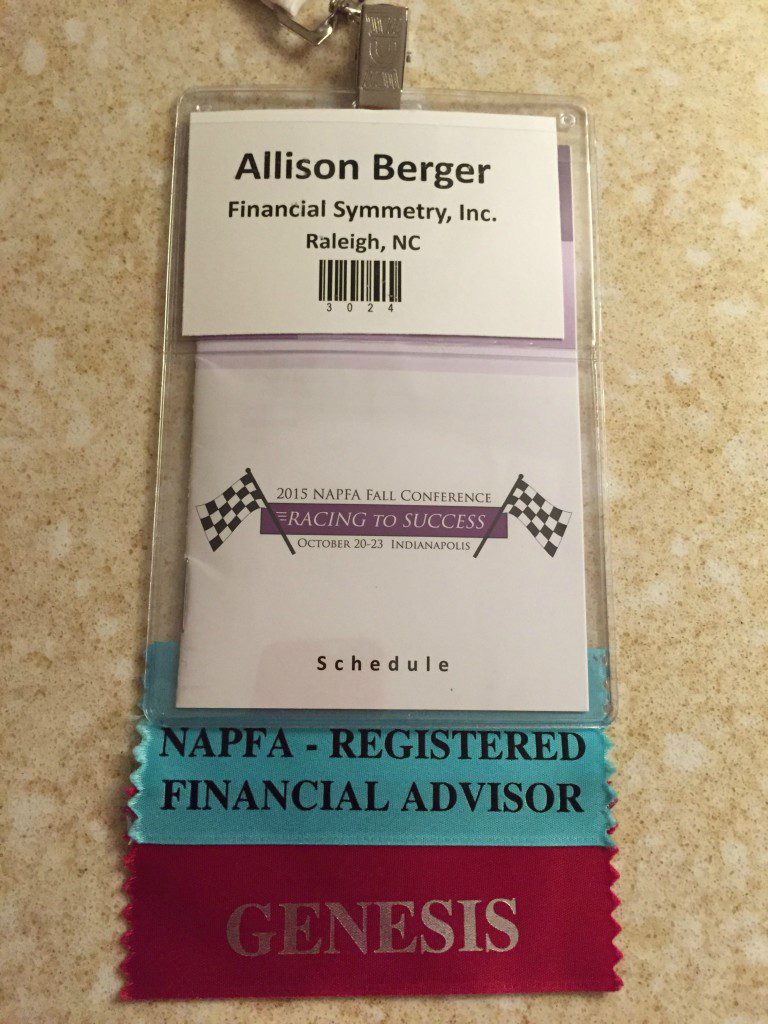 Allison Berger
Financial Symmetry, Inc.
Raleigh, NC
3024
2015 NAPFA Fall Conference
Racing to Success
October 20-23 Indianapolis
Schedule
NAPFA - REGISTERED
FINANCIAL ADVISOR
GENESIS